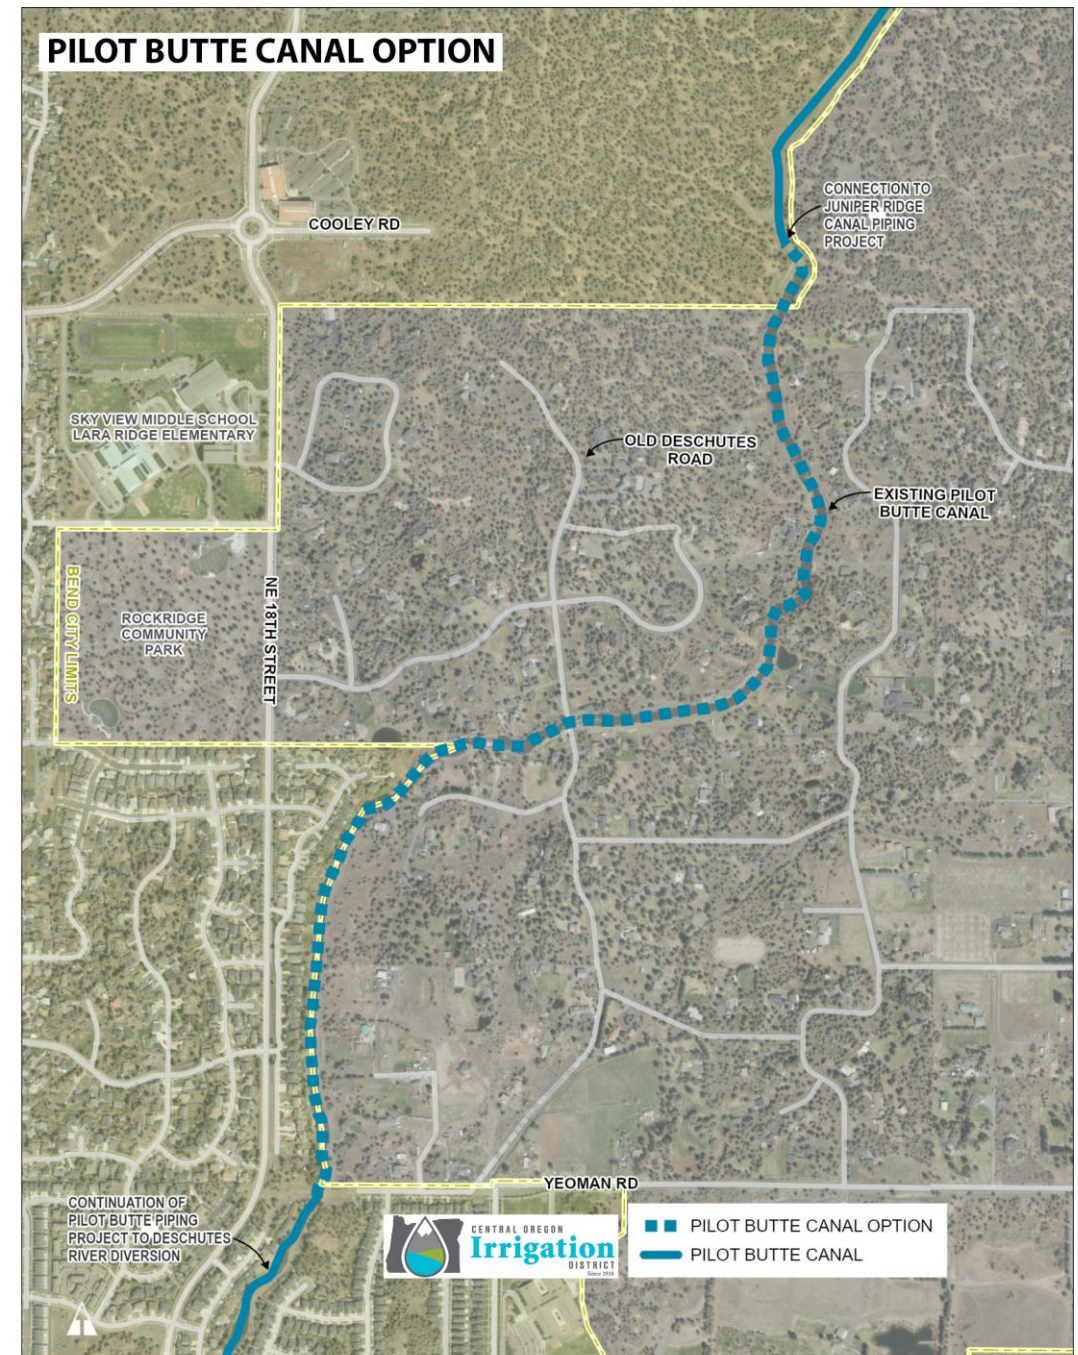 PILOT BUTTE CANAL OPTION
CONNECTION TO
JUNIPER RIDGE
CANAL PIPING
PROJECT
COOLEY RD
SKY VIEW MIDDLE SCHOOL
LARA RIDGE ELEMENTARY
OLD DESCHUTES
ROAD
EXISTING PILOT
BUTTE CANAL
BEND CITY LIMITS
ROCKRIDGE
COMMUNITY
PARK
NE 18TH STREET
YEOMAN RD
CONTINUATION OF
PILOT BUTTE PIPING
PROJECT TO DESCHUTES
RIVER DIVERSION
CENTRAL OREGON
Irrigation
DISTRICT
Since 1918
PILOT BUTTE CANAL OPTION
PILOT BUTTE CANAL